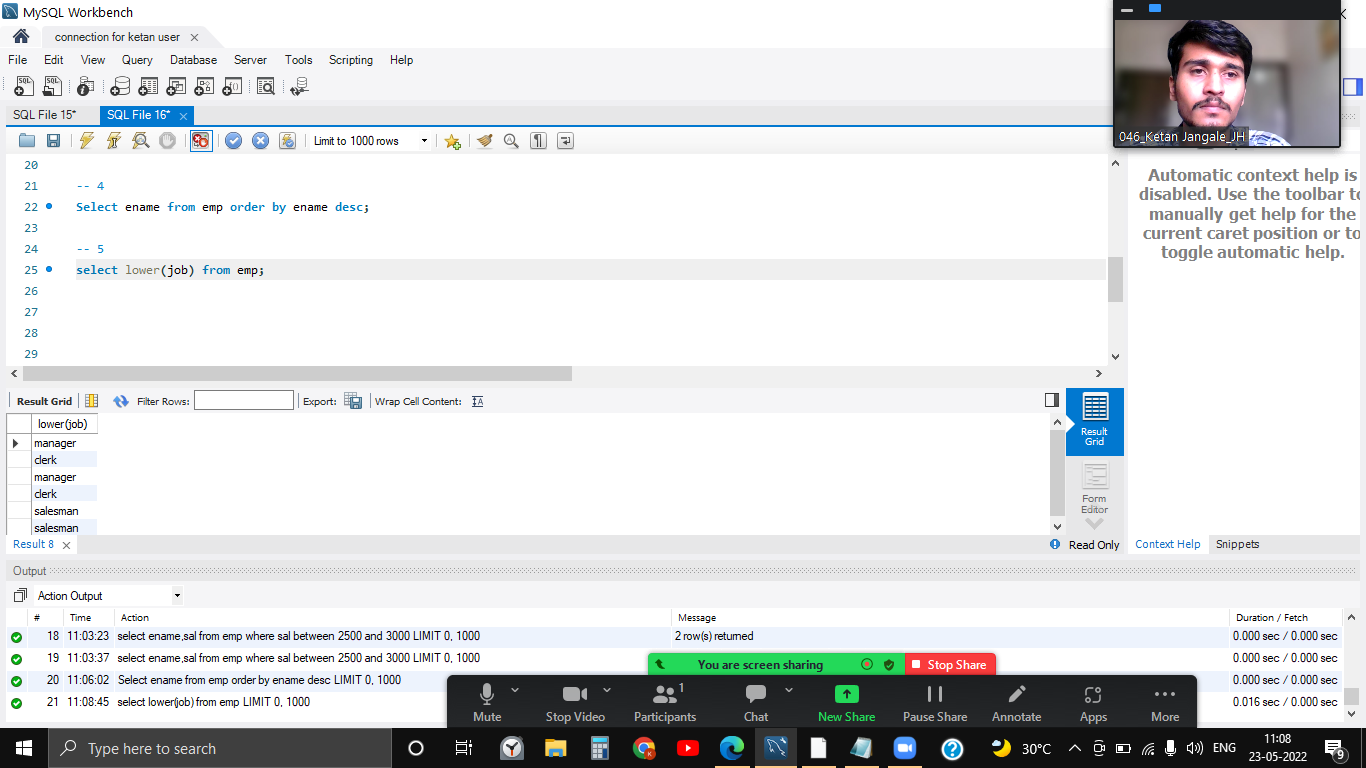 MySQL Workbench
connection for ketan user
File Edit View Query Database Server Tools Scripting Help
SQL File 15* SQL File 16*
Limit to 1000 rows
046_Ketan Jangale_JH
20
21 -- 4
22 Select ename from emp order by ename desc;
23
24 -- 5
25 select lower(job) from emp;
26
27
28
29
Automatic context help is
disabled. Use the toolbar to
manually get help for the
current caret position or to
toggle automatic help.
Result Grid Filter Rows: Export: Wrap Cell Content:
lower(job)
manager
clerk
manager
clerk
salesman
salesman
Result
Grid
Form
Editor
Result 8 Read Only Context Help Snippets
Output
Action Output
# Time Action Message Duration / Fetch
18 11:03:23 select ename,sal from emp where sal between 2500 and 3000 LIMIT 0, 1000 2 row(s) returned 0.000 sec / 0.000 sec
19 11:03:37 select ename,sal from emp where sal between 2500 and 3000 LIMIT 0, 1000 0.000 sec / 0.000 sec
20 11:06:02 Select ename from emp order by ename desc LIMIT 0, 1000 0.000 sec / 0.000 sec
21 11:08:45 select lower(job) from emp LIMIT 0, 1000 0.016 sec / 0.000 sec
You are screen sharing Stop Share
Mute Stop Video Participants 1 Chat New Share Pause Share Annotate Apps More
Type here to search
30°C ENG 11:08
23-05-2022
9